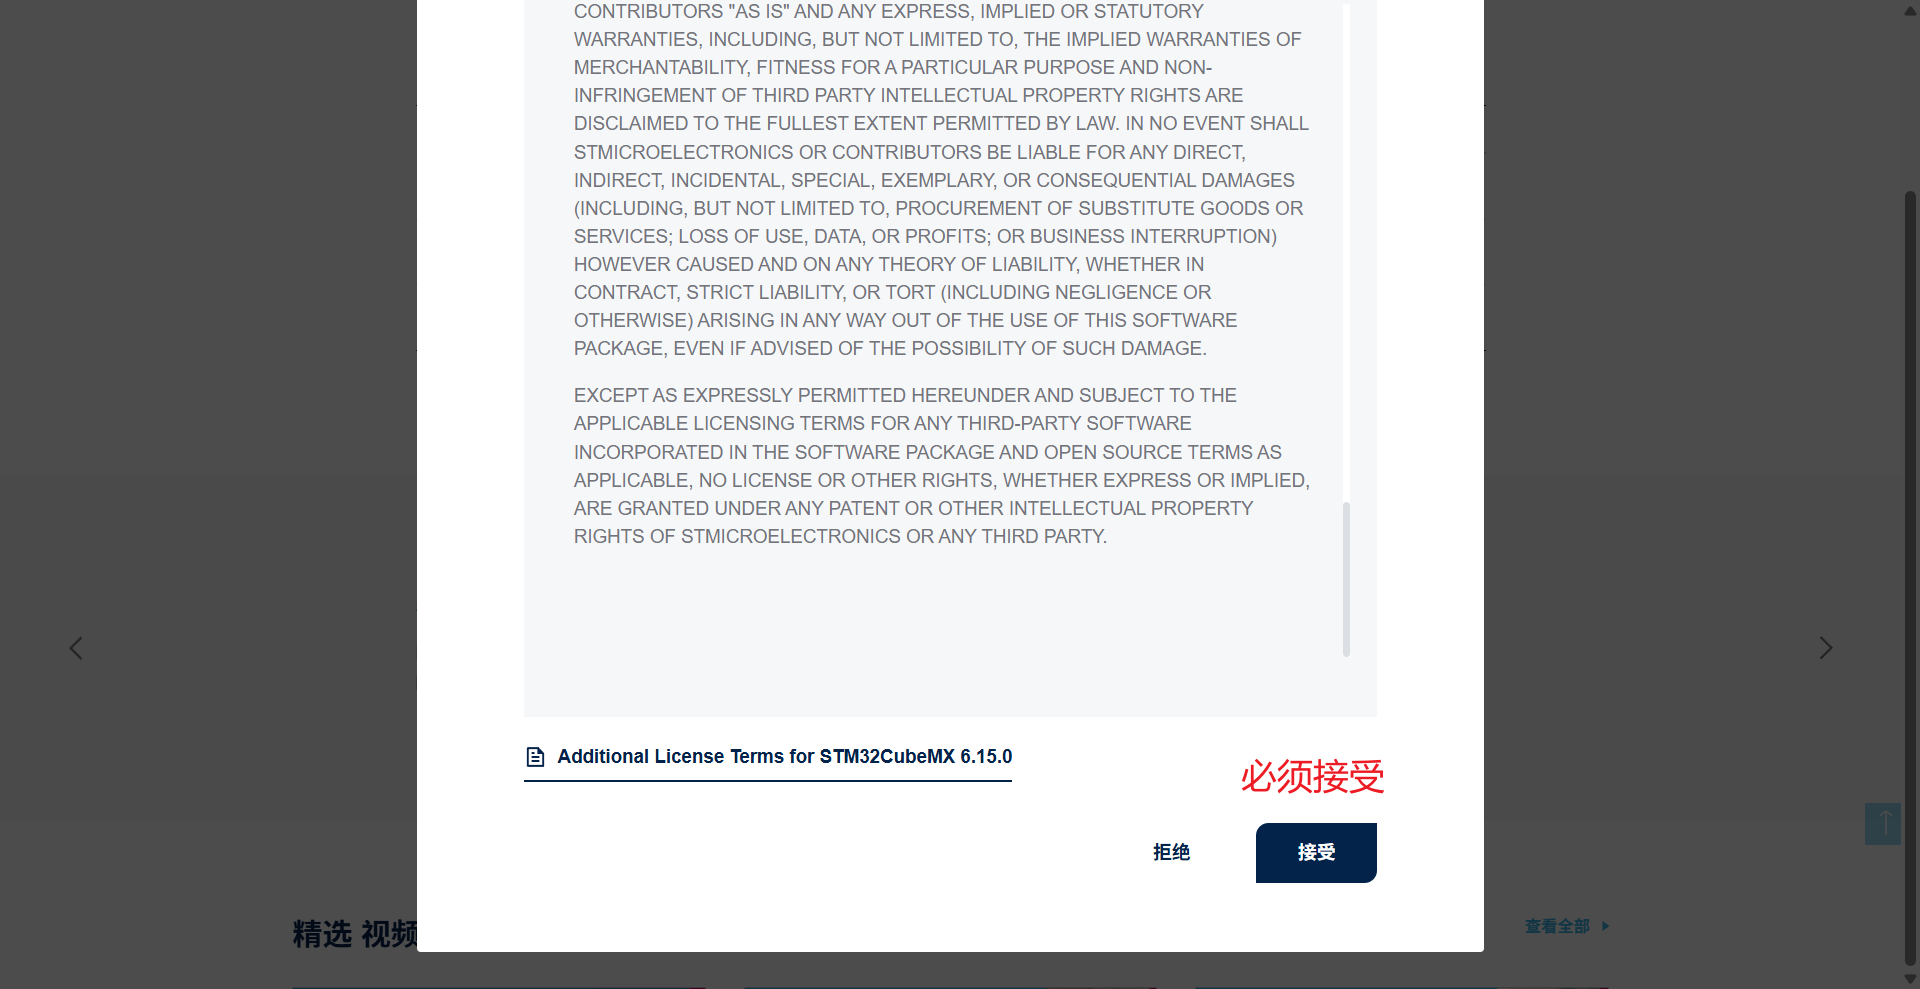 CONTRIBUTORS "AS IS" AND ANY EXPRESS, IMPLIED OR STATUTORY
WARRANTIES, INCLUDING, BUT NOT LIMITED TO, THE IMPLIED WARRANTIES OF
MERCHANTABILITY, FITNESS FOR A PARTICULAR PURPOSE AND NON-
INFRINGEMENT OF THIRD PARTY INTELLECTUAL PROPERTY RIGHTS ARE
DISCLAIMED TO THE FULLEST EXTENT PERMITTED BY LAW. IN NO EVENT SHALL
STMICROELECTRONICS OR CONTRIBUTORS BE LIABLE FOR ANY DIRECT,
INDIRECT, INCIDENTAL, SPECIAL, EXEMPLARY, OR CONSEQUENTIAL DAMAGES
(INCLUDING, BUT NOT LIMITED TO, PROCUREMENT OF SUBSTITUTE GOODS OR
SERVICES; LOSS OF USE, DATA, OR PROFITS; OR BUSINESS INTERRUPTION)
HOWEVER CAUSED AND ON ANY THEORY OF LIABILITY, WHETHER IN
CONTRACT, STRICT LIABILITY, OR TORT (INCLUDING NEGLIGENCE OR
OTHERWISE) ARISING IN ANY WAY OUT OF THE USE OF THIS SOFTWARE
PACKAGE, EVEN IF ADVISED OF THE POSSIBILITY OF SUCH DAMAGE.
EXCEPT AS EXPRESSLY PERMITTED HEREUNDER AND SUBJECT TO THE
APPLICABLE LICENSING TERMS FOR ANY THIRD-PARTY SOFTWARE
INCORPORATED IN THE SOFTWARE PACKAGE AND OPEN SOURCE TERMS AS
APPLICABLE, NO LICENSE OR OTHER RIGHTS, WHETHER EXPRESS OR IMPLIED,
ARE GRANTED UNDER ANY PATENT OR OTHER INTELLECTUAL PROPERTY
RIGHTS OF STMICROELECTRONICS OR ANY THIRD PARTY.
Additional License Terms for STM32CubeMX 6.15.0
必须接受
拒绝
接受
精选 视频
查看全部